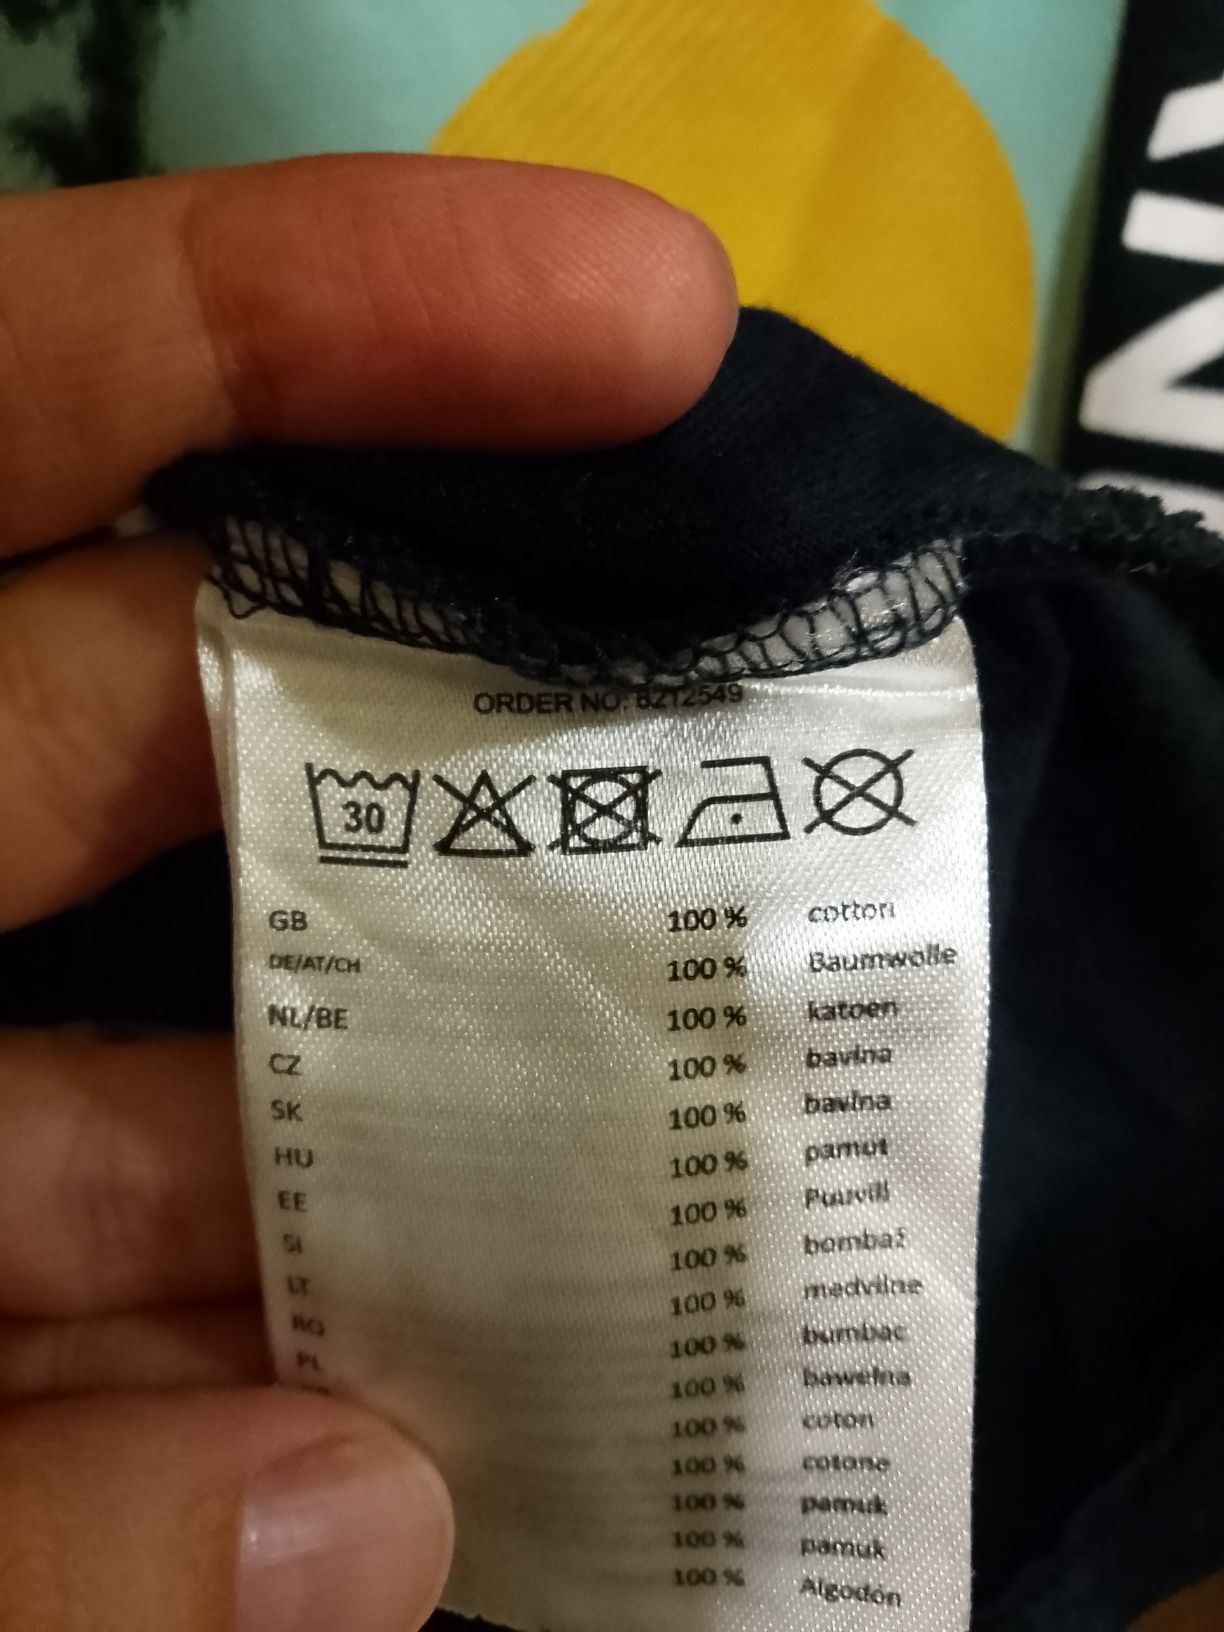 ORDER NO: 8212549
30
GB 100 % cotton
DE/AT/CH 100 % Baumwolle
NL/BE 100 % katoen
CZ 100 % bavlna
SK 100 % bavlna
HU 100 % pamut
EE 100 % Puuvill
SI 100 % bombaž
LT 100 % medvilne
RO 100 % bumbac
PL 100 % bawełna
100 % coton
100 % cotone
100 % pamuk
100 % pamuk
100 % Algodón